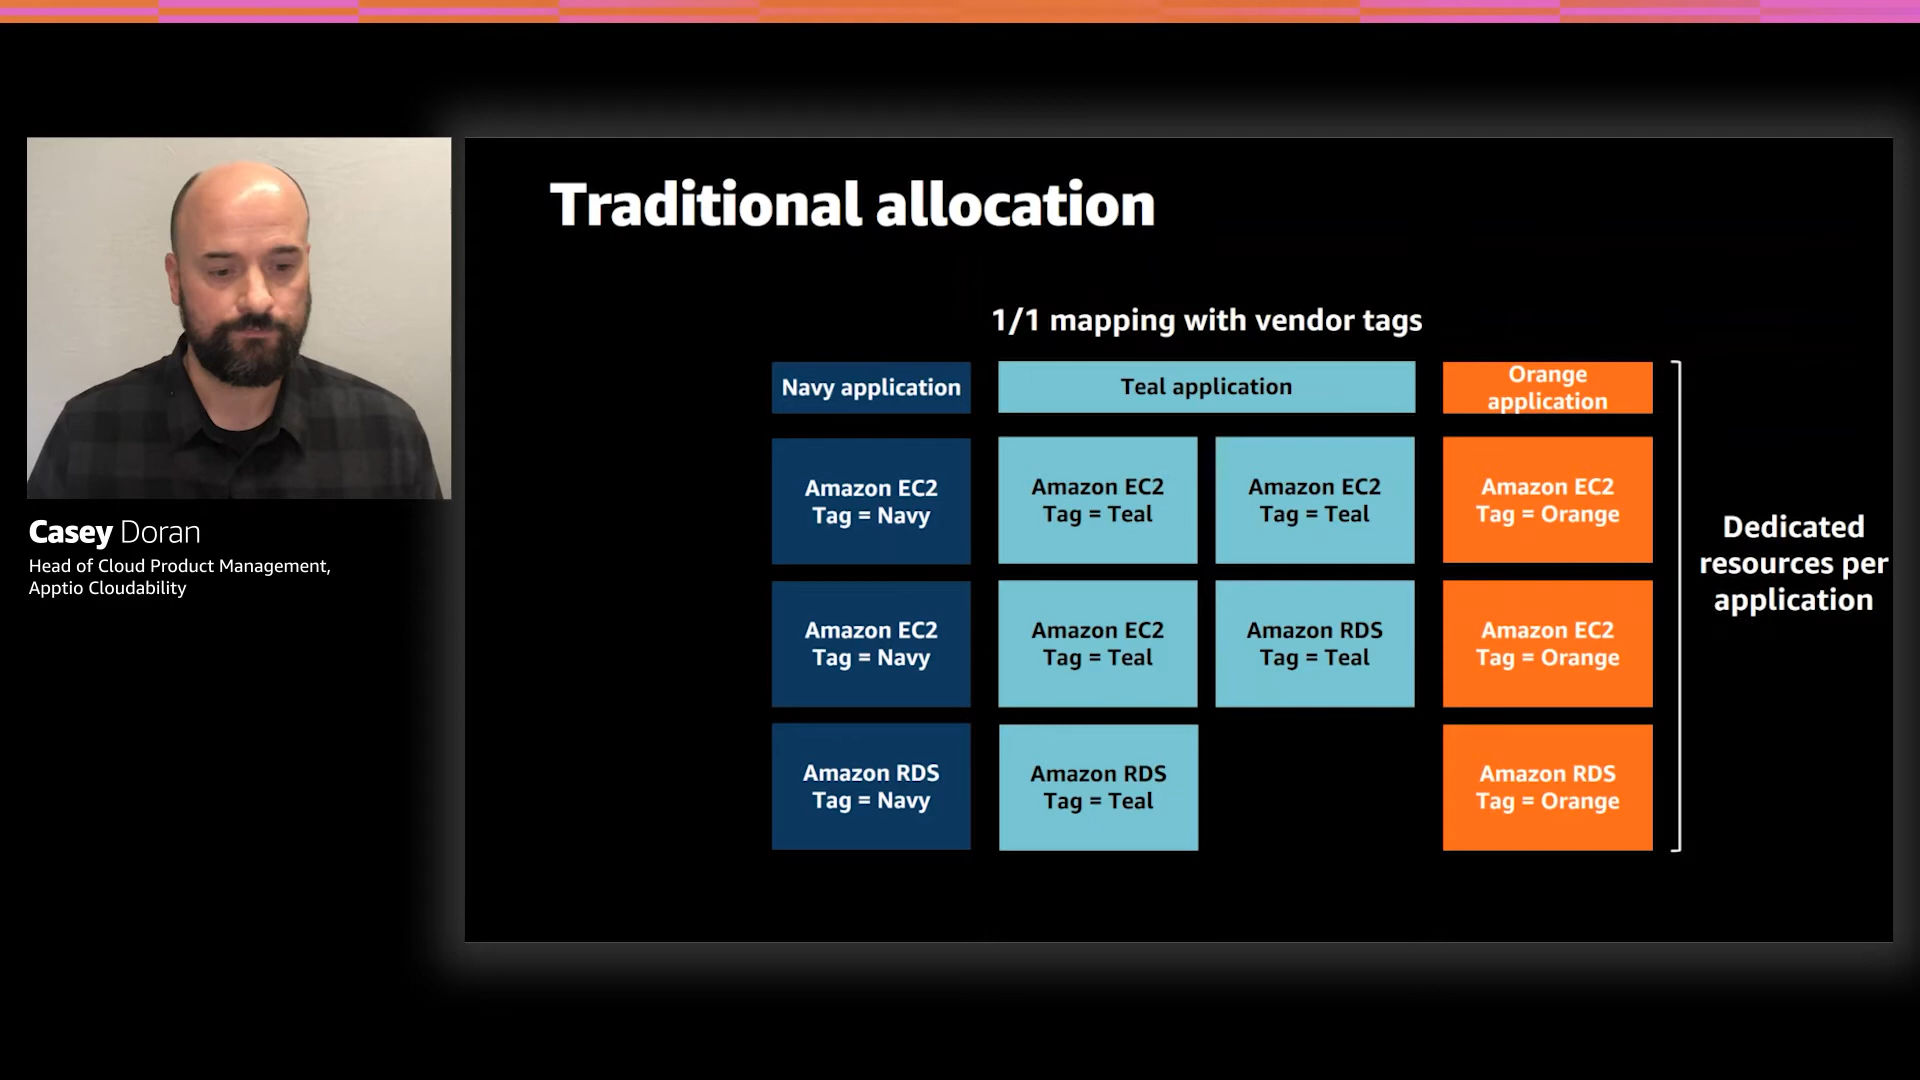 Traditional allocation
1/1 mapping with vendor tags
Navy application
Teal application
Orange
application
Amazon EC2
Tag = Navy
Amazon EC2
Tag = Teal
Amazon EC2
Tag = Teal
Amazon EC2
Tag = Orange
Amazon EC2
Tag = Navy
Amazon EC2
Tag = Teal
Amazon RDS
Tag = Teal
Amazon EC2
Tag = Orange
Amazon RDS
Tag = Navy
Amazon RDS
Tag = Teal
Amazon RDS
Tag = Orange
Dedicated
resources per
application
Casey Doran
Head of Cloud Product Management,
Apptio Cloudability